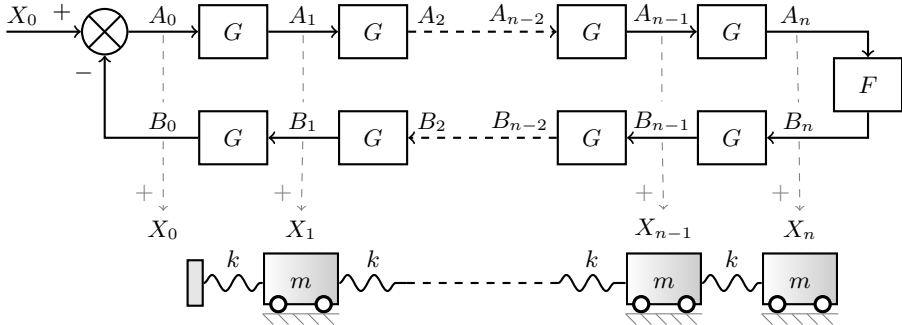 X_0 + A_0 G A_1 G A_2 A_{n-2} G A_{n-1} G A_n
F
− B_0 G B_1 G B_2 B_{n-2} G B_{n-1} G B_n
+ + + +
X_0 X_1 X_{n-1} X_n
k k k k
m m m